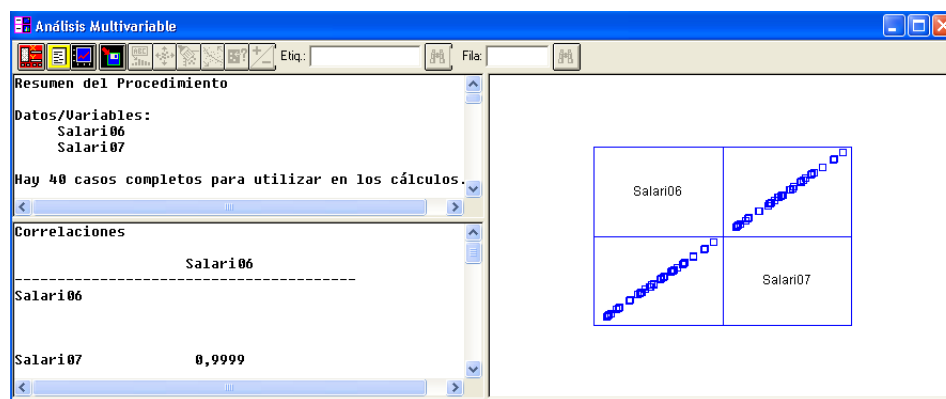 Análisis Multivariable
Etiq.: Fila:
Resumen del Procedimiento
Datos/Variables:
Salari06
Salari07
Hay 40 casos completos para utilizar en los cálculos.
Correlaciones
Salari06
-----------------------------------------
Salari06
Salari07 0,9999
Salari06
Salari07